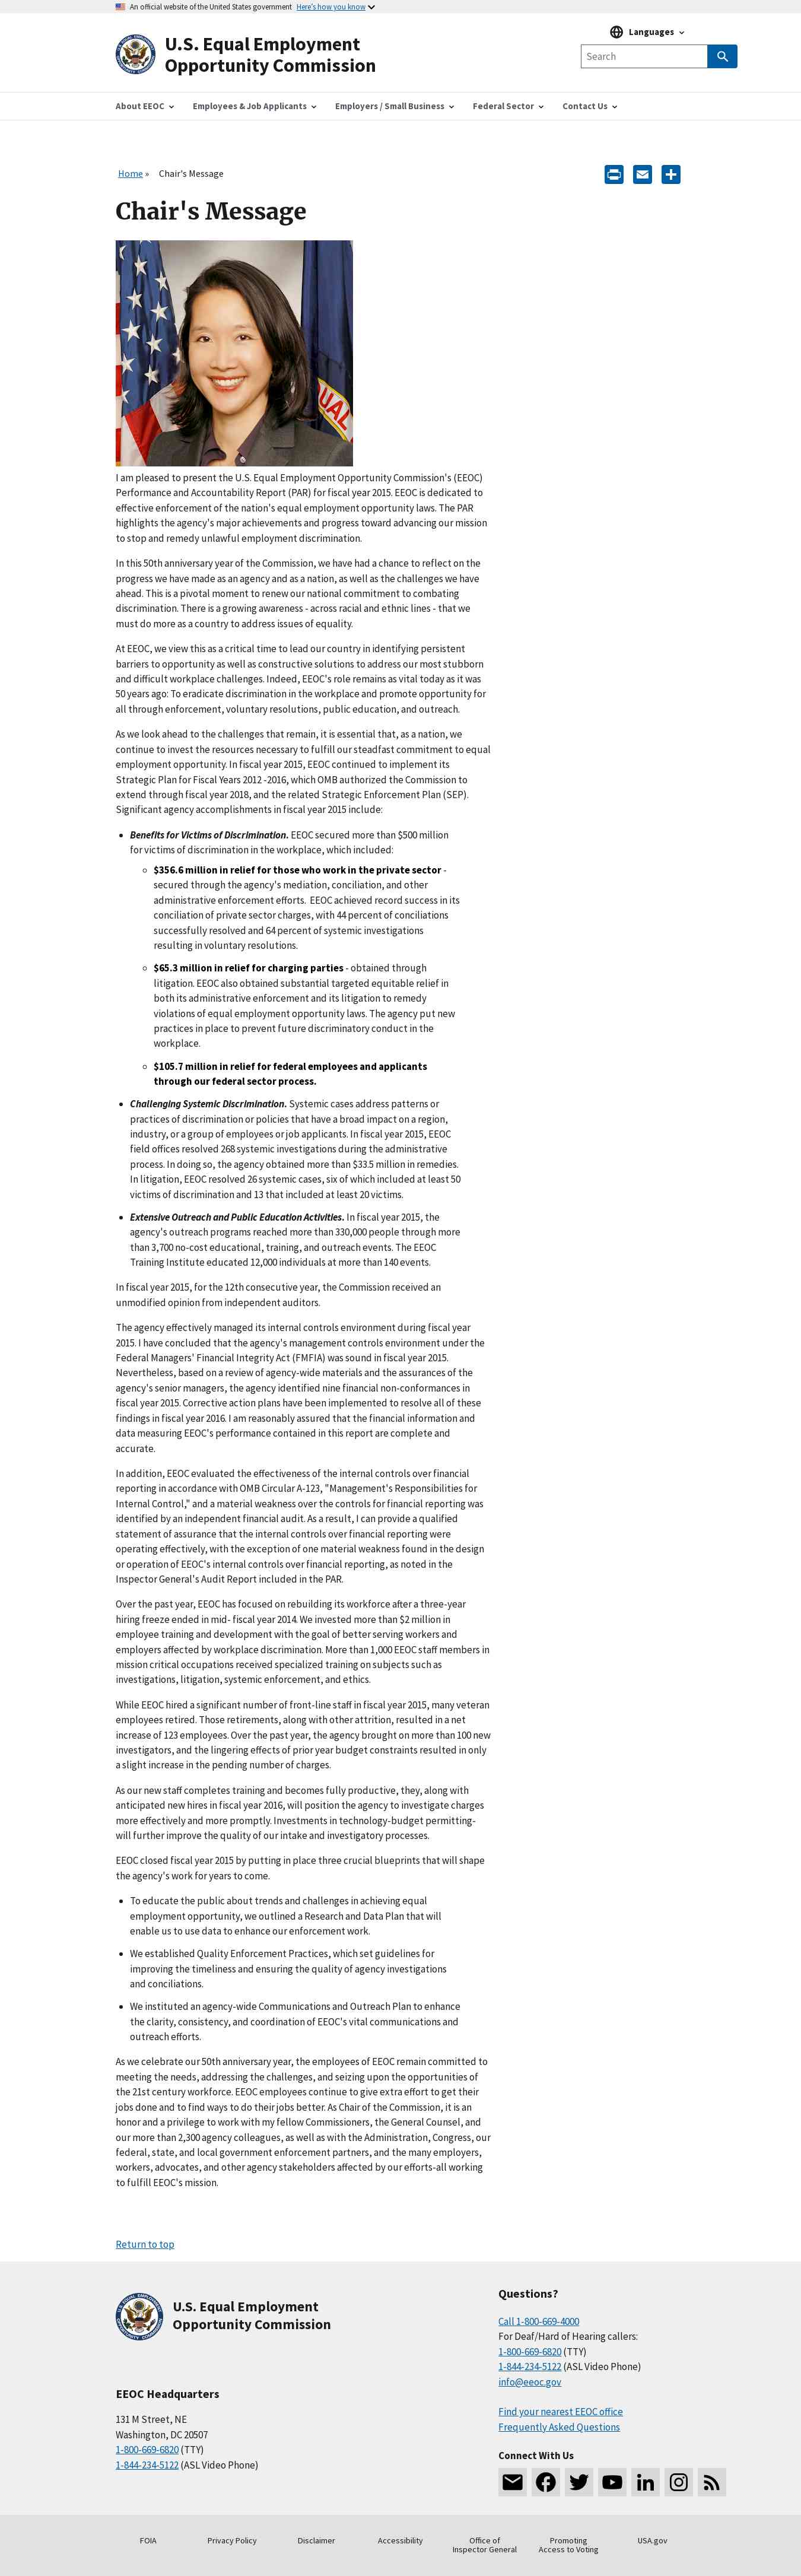 An official website of the United States government Here's how you know
U.S. Equal Employment
Opportunity Commission
Languages
Search
About EEOC
Employees & Job Applicants
Employers / Small Business
Federal Sector
Contact Us
Home » Chair's Message
Chair's Message
UAL
I am pleased to present the U.S. Equal Employment Opportunity Commission's (EEOC)
Performance and Accountability Report (PAR) for fiscal year 2015. EEOC is dedicated to
effective enforcement of the nation's equal employment opportunity laws. The PAR
highlights the agency's major achievements and progress toward advancing our mission
to stop and remedy unlawful employment discrimination.
In this 50th anniversary year of the Commission, we have had a chance to reflect on the
progress we have made as an agency and as a nation, as well as the challenges we have
ahead. This is a pivotal moment to renew our national commitment to combating
discrimination. There is a growing awareness - across racial and ethnic lines - that we
must do more as a country to address issues of equality.
At EEOC, we view this as a critical time to lead our country in identifying persistent
barriers to opportunity as well as constructive solutions to address our most stubborn
and difficult workplace challenges. Indeed, EEOC's role remains as vital today as it was
50 years ago: To eradicate discrimination in the workplace and promote opportunity for
all through enforcement, voluntary resolutions, public education, and outreach.
As we look ahead to the challenges that remain, it is essential that, as a nation, we
continue to invest the resources necessary to fulfill our steadfast commitment to equal
employment opportunity. In fiscal year 2015, EEOC continued to implement its
Strategic Plan for Fiscal Years 2012 -2016, which OMB authorized the Commission to
extend through fiscal year 2018, and the related Strategic Enforcement Plan (SEP).
Significant agency accomplishments in fiscal year 2015 include:
• Benefits for Victims of Discrimination. EEOC secured more than $500 million
for victims of discrimination in the workplace, which included:
◦ $356.6 million in relief for those who work in the private sector -
secured through the agency's mediation, conciliation, and other
administrative enforcement efforts.  EEOC achieved record success in its
conciliation of private sector charges, with 44 percent of conciliations
successfully resolved and 64 percent of systemic investigations
resulting in voluntary resolutions.
◦ $65.3 million in relief for charging parties - obtained through
litigation. EEOC also obtained substantial targeted equitable relief in
both its administrative enforcement and its litigation to remedy
violations of equal employment opportunity laws. The agency put new
practices in place to prevent future discriminatory conduct in the
workplace.
◦ $105.7 million in relief for federal employees and applicants
through our federal sector process.
• Challenging Systemic Discrimination. Systemic cases address patterns or
practices of discrimination or policies that have a broad impact on a region,
industry, or a group of employees or job applicants. In fiscal year 2015, EEOC
field offices resolved 268 systemic investigations during the administrative
process. In doing so, the agency obtained more than $33.5 million in remedies.
In litigation, EEOC resolved 26 systemic cases, six of which included at least 50
victims of discrimination and 13 that included at least 20 victims.
• Extensive Outreach and Public Education Activities. In fiscal year 2015, the
agency's outreach programs reached more than 330,000 people through more
than 3,700 no-cost educational, training, and outreach events. The EEOC
Training Institute educated 12,000 individuals at more than 140 events.
In fiscal year 2015, for the 12th consecutive year, the Commission received an
unmodified opinion from independent auditors.
The agency effectively managed its internal controls environment during fiscal year
2015. I have concluded that the agency's management controls environment under the
Federal Managers' Financial Integrity Act (FMFIA) was sound in fiscal year 2015.
Nevertheless, based on a review of agency-wide materials and the assurances of the
agency's senior managers, the agency identified nine financial non-conformances in
fiscal year 2015. Corrective action plans have been implemented to resolve all of these
findings in fiscal year 2016. I am reasonably assured that the financial information and
data measuring EEOC's performance contained in this report are complete and
accurate.
In addition, EEOC evaluated the effectiveness of the internal controls over financial
reporting in accordance with OMB Circular A-123, "Management's Responsibilities for
Internal Control," and a material weakness over the controls of financial reporting was
identified by an independent financial audit. As a result, I can provide a qualified
statement of assurance that the internal controls over financial reporting were
operating effectively, with the exception of one material weakness found in the design
or operation of EEOC's internal controls over financial reporting, as noted in the
Inspector General's Audit Report included in the PAR.
Over the past year, EEOC has focused on rebuilding its workforce after a three-year
hiring freeze ended in mid- fiscal year 2014. We invested more than $2 million in
employee training and development with the goal of better serving workers and
employers affected by workplace discrimination. More than 1,000 EEOC staff members in
mission critical occupations received specialized training on subjects such as
investigations, litigation, systemic enforcement, and ethics.
While EEOC hired a significant number of front-line staff in fiscal year 2015, many veteran
employees retired. Those retirements, along with other attrition, resulted in a net
increase of 123 employees. Over the past year, the agency brought on more than 100 new
investigators, and the lingering effects of prior year budget constraints resulted in only
a slight increase in the pending number of charges.
As our new staff completes training and becomes fully productive, they, along with
anticipated new hires in fiscal year 2016, will position the agency to investigate charges
more effectively and more promptly. Investments in technology-budget permitting-
will further improve the quality of our intake and investigatory processes.
EEOC closed fiscal year 2015 by putting in place three crucial blueprints that will shape
the agency's work for years to come.
• To educate the public about trends and challenges in achieving equal
employment opportunity, we outlined a Research and Data Plan that will
enable us to use data to enhance our enforcement work.
• We established Quality Enforcement Practices, which set guidelines for
improving the timeliness and ensuring the quality of agency investigations
and conciliations.
• We instituted an agency-wide Communications and Outreach Plan to enhance
the clarity, consistency, and coordination of EEOC's vital communications and
outreach efforts.
As we celebrate our 50th anniversary year, the employees of EEOC remain committed to
meeting the needs, addressing the challenges, and seizing upon the opportunities of
the 21st century workforce. EEOC employees continue to give extra effort to get their
jobs done and to find ways to do their jobs better. As Chair of the Commission, it is an
honor and a privilege to work with my fellow Commissioners, the General Counsel, and
our more than 2,300 agency colleagues, as well as with the Administration, Congress, our
federal, state, and local government enforcement partners, and the many employers,
workers, advocates, and other agency stakeholders affected by our efforts-all working
to fulfill EEOC's mission.
Return to top
U.S. Equal Employment
Opportunity Commission
EEOC Headquarters
131 M Street, NE
Washington, DC 20507
1-800-669-6820 (TTY)
1-844-234-5122 (ASL Video Phone)
Questions?
Call 1-800-669-4000
For Deaf/Hard of Hearing callers:
1-800-669-6820 (TTY)
1-844-234-5122 (ASL Video Phone)
info@eeoc.gov
Find your nearest EEOC office
Frequently Asked Questions
Connect With Us
FOIA
Privacy Policy
Disclaimer
Accessibility
Office of
Inspector General
Promoting
Access to Voting
USA.gov